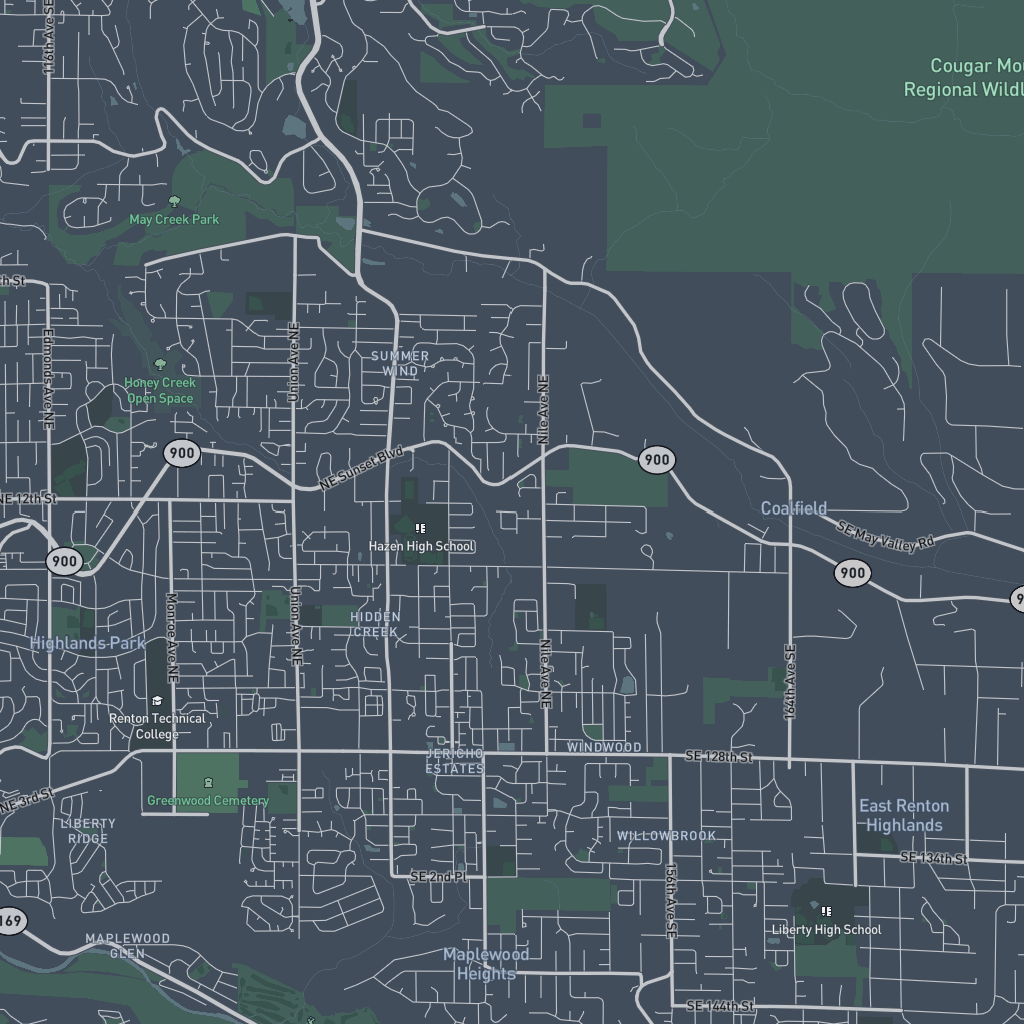 116th Ave SE
Cougar Mou
Regional Wildl
May Creek Park
th St
Edmonds Ave NE
Union Ave NE
SUMMER
WIND
Honey Creek
Open Space
Nile Ave NE
900
NE Sunset Blvd
900
NE 12th St
Coalfield
SE May Valley Rd
Hazen High School
900
900
9
Monroe Ave NE
Union Ave NE
HIDDEN
CREEK
Highlands Park
Nile Ave NE
164th Ave SE
Renton Technical
College
JERICHO
ESTATES
WINDWOOD
SE 128th St
NE 3rd St
Greenwood Cemetery
LIBERTY
RIDGE
East Renton
Highlands
WILLOWBROOK
SE 134th St
SE 2nd Pl
156th Ave SE
169
Liberty High School
MAPLEWOOD
GLEN
Maplewood
Heights
SE 144th St